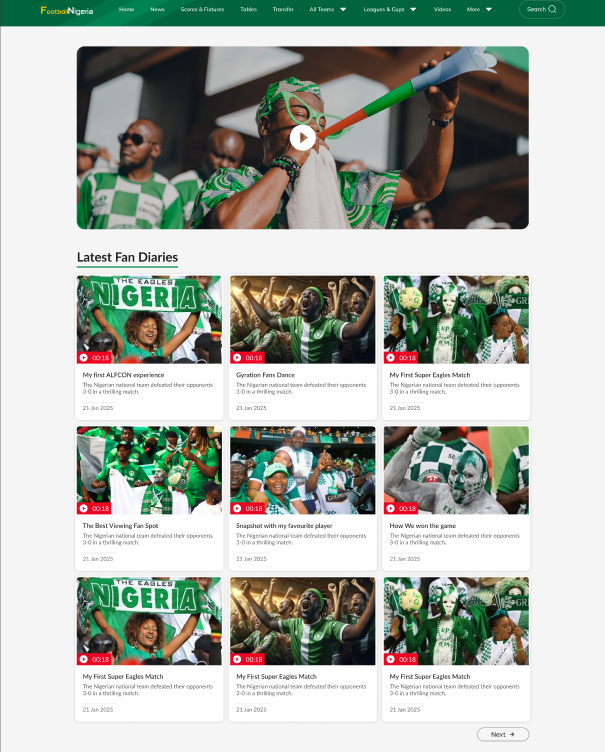 FootballNigeria
Home News Scores & Fixtures Tables Transfer All Teams Leagues & Cups Videos More Search
Latest Fan Diaries
THE EAGLES
NIGERIA
00:18 00:18 00:18
My first ALFCON experience Gyration Fans Dance My First Super Eagles Match
The Nigerian national team defeated their opponents The Nigerian national team defeated their opponents The Nigerian national team defeated their opponents
3-0 in a thrilling match. 3-0 in a thrilling match. 3-0 in a thrilling match.
21 Jan 2025 21 Jan 2025 21 Jan 2025
00:18 00:18 00:18
The Best Viewing Fan Spot Snapshot with my favourite player How We won the game
The Nigerian national team defeated their opponents The Nigerian national team defeated their opponents The Nigerian national team defeated their opponents
3-0 in a thrilling match. 3-0 in a thrilling match. 3-0 in a thrilling match.
21 Jan 2025 21 Jan 2025 21 Jan 2025
THE EAGLES
NIGERIA
00:18 00:18 00:18
My First Super Eagles Match My First Super Eagles Match My First Super Eagles Match
The Nigerian national team defeated their opponents The Nigerian national team defeated their opponents The Nigerian national team defeated their opponents
3-0 in a thrilling match. 3-0 in a thrilling match. 3-0 in a thrilling match.
21 Jan 2025 21 Jan 2025 21 Jan 2025
Next